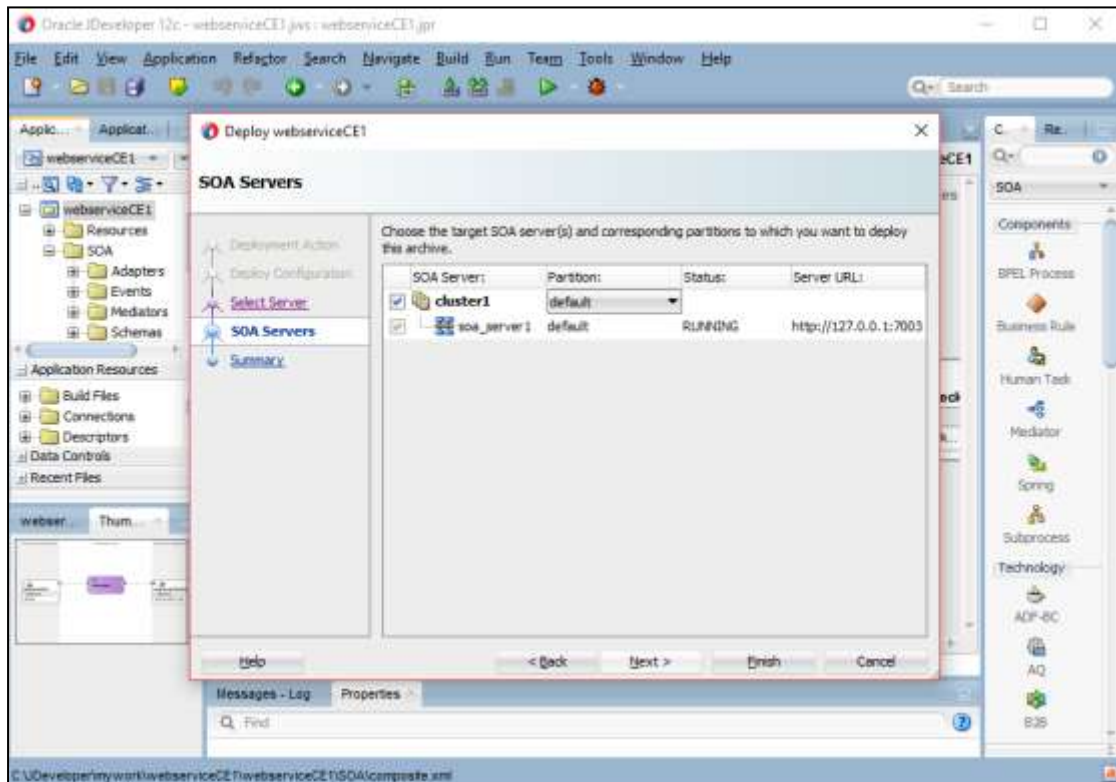 Oracle JDeveloper 12c - webserviceCE1.jws : webserviceCE1.jpr
File Edit View Application Refactor Search Navigate Build Run Team Tools Window Help
Search
Applic... Applicat...
webserviceCE1
webserviceCE1
Resources
SOA
Adapters
Events
Mediators
Schemas
Application Resources
Build Files
Connections
Descriptors
Data Controls
Recent Files
webser... Thum...
Deploy webserviceCE1
SOA Servers
Deployment Action
Deploy Configuration
Select Server
SOA Servers
Summary
Choose the target SOA server(s) and corresponding partitions to which you want to deploy
this archive.
SOA Server: Partition: Status: Server URL:
cluster1 default
soa_server1 default RUNNING http://127.0.0.1:7003
Help < Back Next > Finish Cancel
Messages - Log Properties
Find
C... Re...
SOA
Components
BPEL Process
Business Rule
Human Task
Mediator
Spring
Subprocess
Technology
ADF-BC
AQ
B2B
C:\JDeveloper\mywork\webserviceCE1\webserviceCE1\SOA\composite.xml